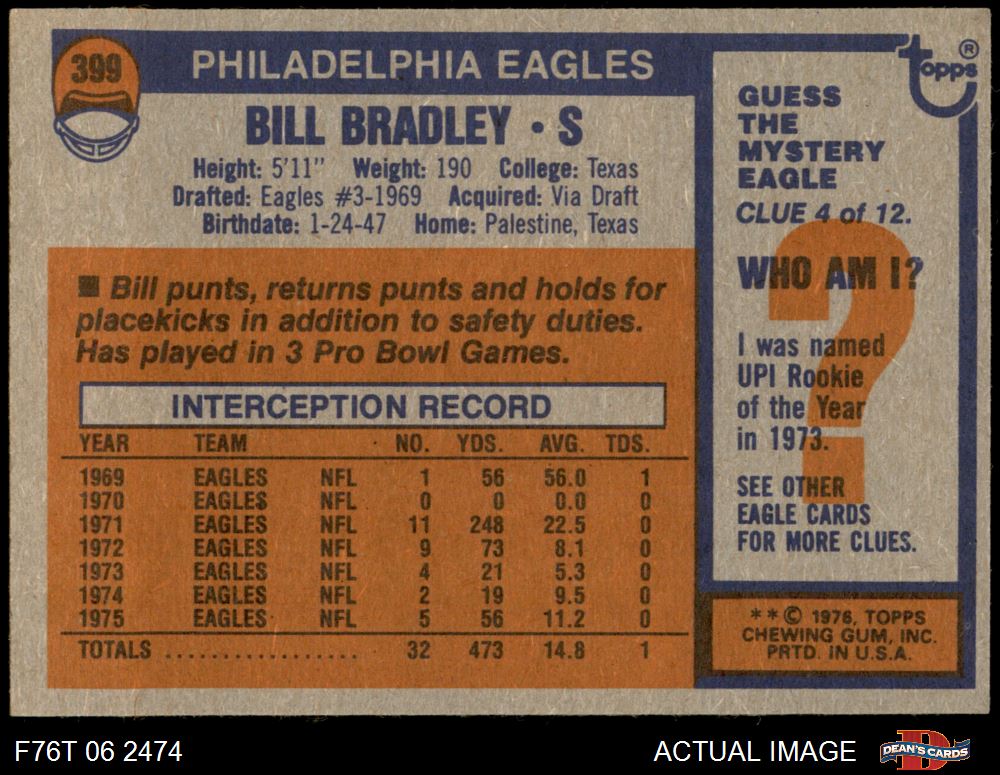 399
PHILADELPHIA EAGLES
BILL BRADLEY • S
Height: 5'11" Weight: 190 College: Texas
Drafted: Eagles #3-1969 Acquired: Via Draft
Birthdate: 1-24-47 Home: Palestine, Texas
■ Bill punts, returns punts and holds for
placekicks in addition to safety duties.
Has played in 3 Pro Bowl Games.
INTERCEPTION RECORD
YEAR TEAM NO. YDS. AVG. TDS.
1969 EAGLES NFL 1 56 56.0 1
1970 EAGLES NFL 0 0 0.0 0
1971 EAGLES NFL 11 248 22.5 0
1972 EAGLES NFL 9 73 8.1 0
1973 EAGLES NFL 4 21 5.3 0
1974 EAGLES NFL 2 19 9.5 0
1975 EAGLES NFL 5 56 11.2 0
TOTALS .................. 32 473 14.8 1
topps ®
GUESS
THE
MYSTERY
EAGLE
CLUE 4 of 12.
WHO AM I?
?
I was named
UPI Rookie
of the Year
in 1973.
SEE OTHER
EAGLE CARDS
FOR MORE CLUES.
**© 1976, TOPPS
CHEWING GUM, INC.
PRTD. IN U.S.A.
F76T 06 2474
ACTUAL IMAGE
D
DEAN'S CARDS